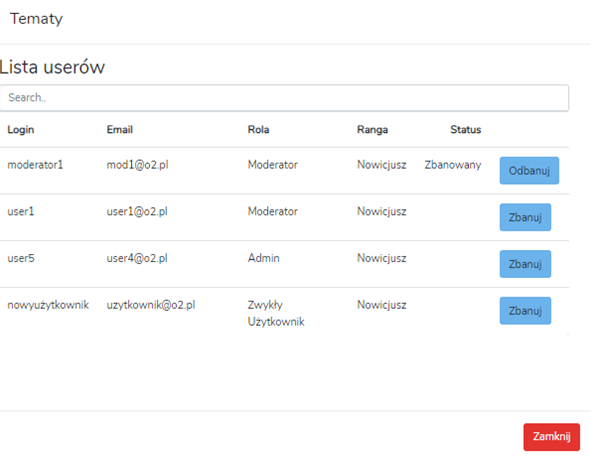 Tematy
Lista userów
Search..
Login Email Rola Ranga Status
moderator1 mod1@o2.pl Moderator Nowicjusz Zbanowany Odbanuj
user1 user1@o2.pl Moderator Nowicjusz Zbanuj
user5 user4@o2.pl Admin Nowicjusz Zbanuj
nowyużytkownik uzytkownik@o2.pl Zwykły Nowicjusz Zbanuj
Użytkownik
Zamknij